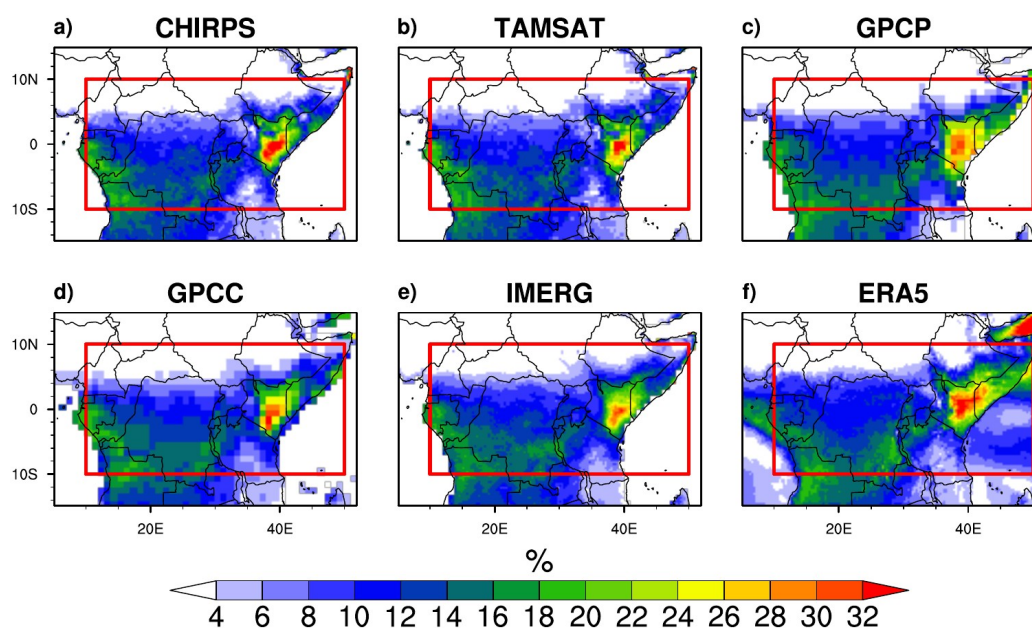 a) CHIRPS
b) TAMSAT
c) GPCP
10N
0
10S
d) GPCC
e) IMERG
f) ERA5
10N
0
10S
20E 40E 20E 40E 20E 40E
%
4 6 8 10 12 14 16 18 20 22 24 26 28 30 32